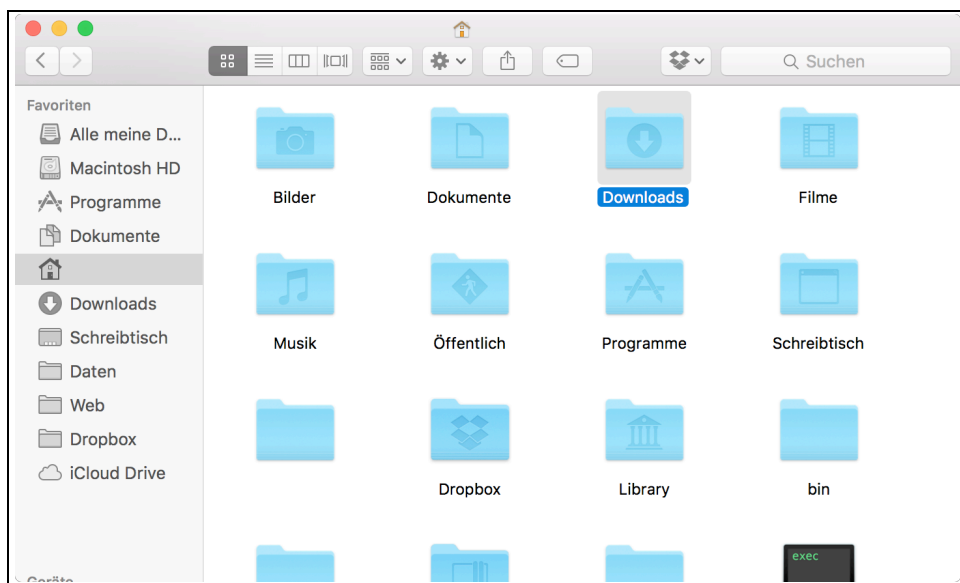 Suchen
Favoriten
Alle meine D...
Macintosh HD
Programme
Dokumente
Downloads
Schreibtisch
Daten
Web
Dropbox
iCloud Drive
Geräte
Bilder
Dokumente
Downloads
Filme
Musik
Öffentlich
Programme
Schreibtisch
Dropbox
Library
bin
exec